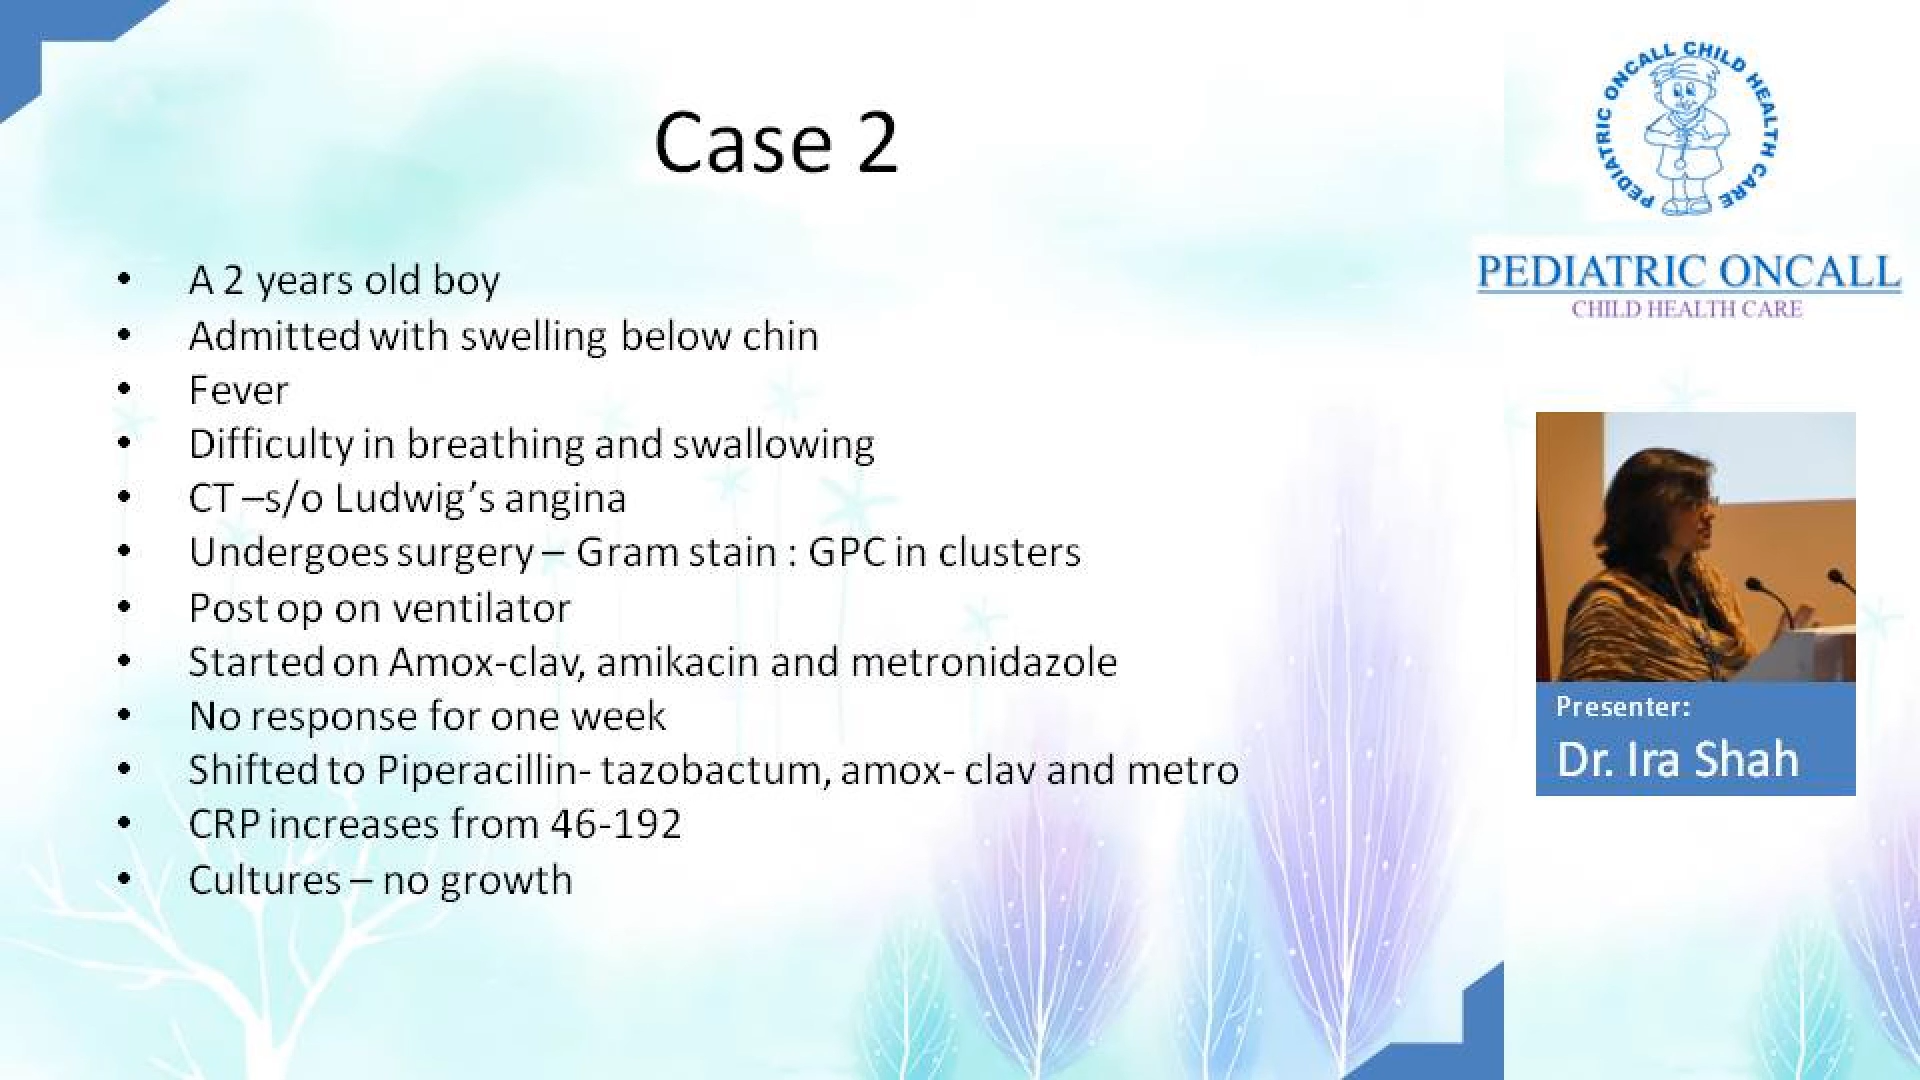 Case 2
• A 2 years old boy
• Admitted with swelling below chin
• Fever
• Difficulty in breathing and swallowing
• CT –s/o Ludwig’s angina
• Undergoes surgery – Gram stain : GPC in clusters
• Post op on ventilator
• Started on Amox-clav, amikacin and metronidazole
• No response for one week
• Shifted to Piperacillin- tazobactum, amox- clav and metro
• CRP increases from 46-192
• Cultures – no growth
PEDIATRIC ONCALL CHILD HEALTH CARE
PEDIATRIC ONCALL
CHILD HEALTH CARE
Presenter:
Dr. Ira Shah